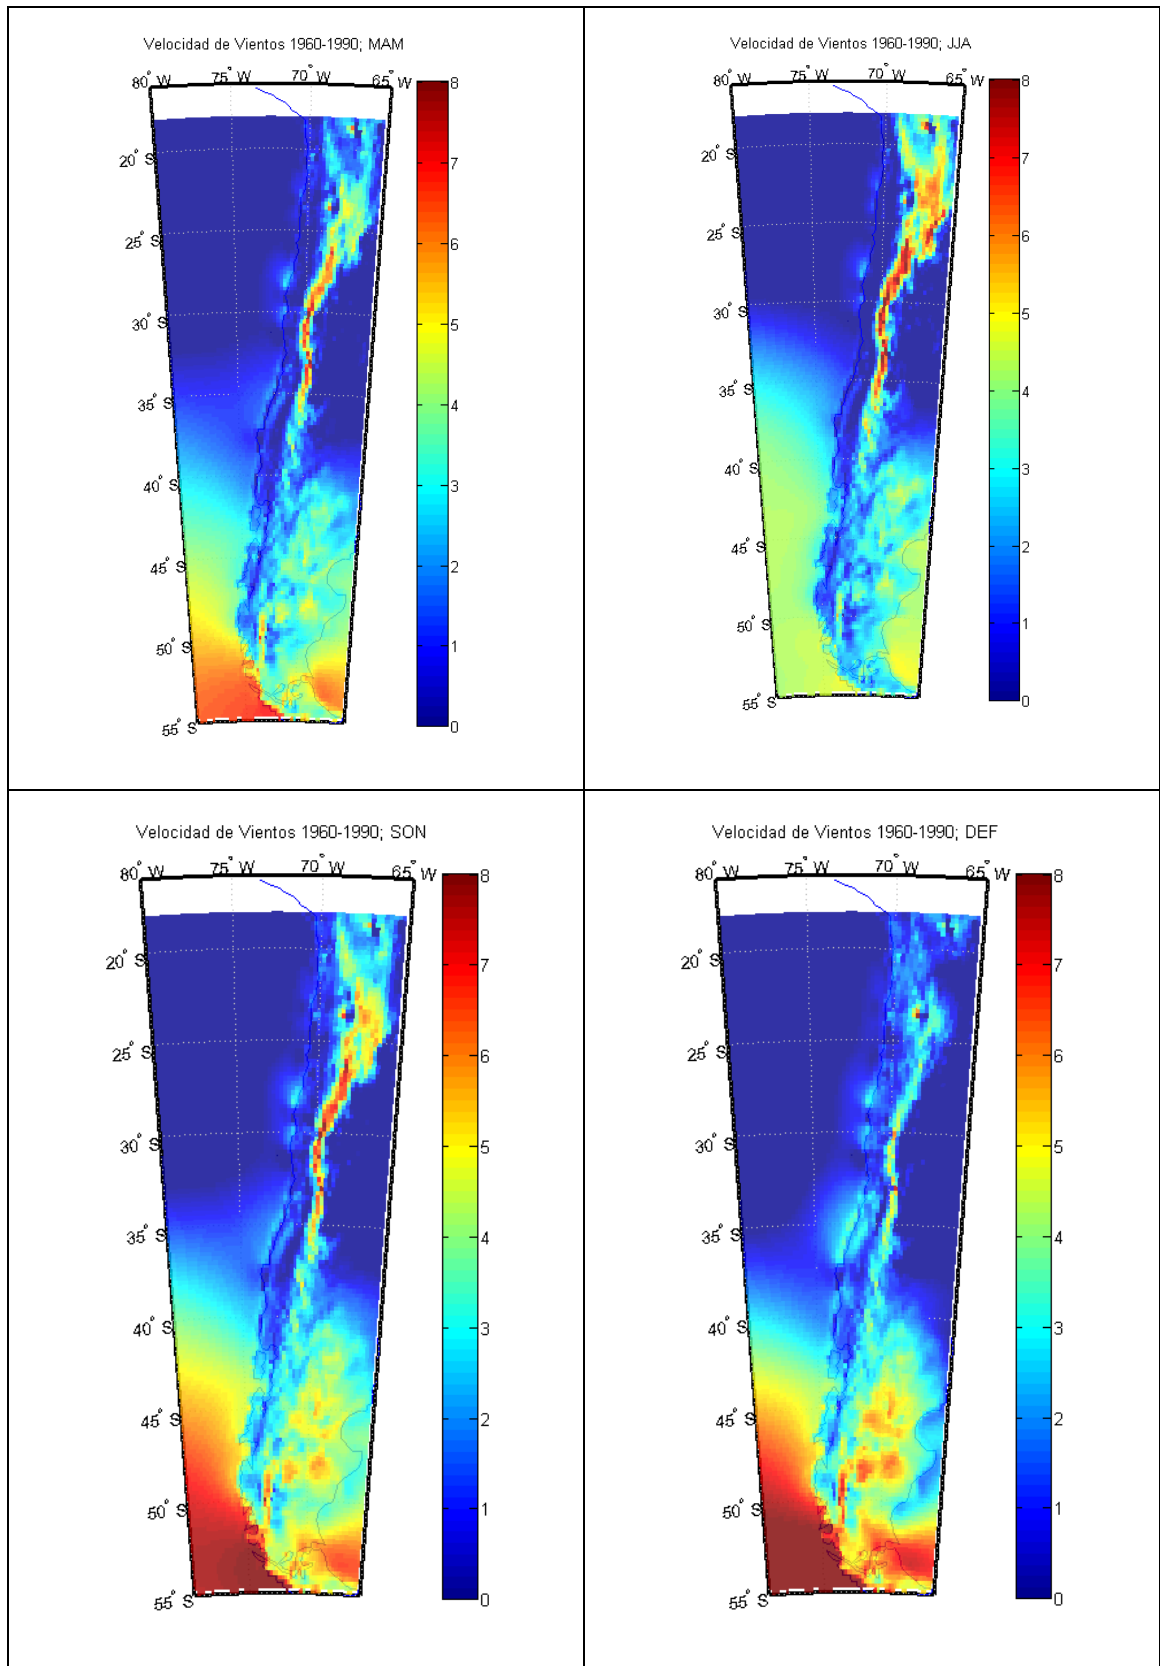 Velocidad de Vientos 1960-1990; MAM
80° W 75° W 70° W 65° W
20° S
25° S
30° S
35° S
40° S
45° S
50° S
55° S
8
7
6
5
4
3
2
1
0
Velocidad de Vientos 1960-1990; JJA
80° W 75° W 70° W 65° W
20° S
25° S
30° S
35° S
40° S
45° S
50° S
55° S
8
7
6
5
4
3
2
1
0
Velocidad de Vientos 1960-1990; SON
80° W 75° W 70° W 65° W
20° S
25° S
30° S
35° S
40° S
45° S
50° S
55° S
8
7
6
5
4
3
2
1
0
Velocidad de Vientos 1960-1990; DEF
80° W 75° W 70° W 65° W
20° S
25° S
30° S
35° S
40° S
45° S
50° S
55° S
8
7
6
5
4
3
2
1
0